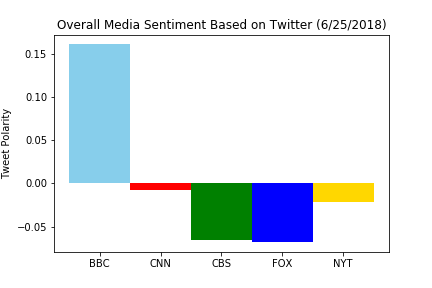 Overall Media Sentiment Based on Twitter (6/25/2018)
Tweet Polarity
0.15
0.10
0.05
0.00
−0.05
BBC CNN CBS FOX NYT